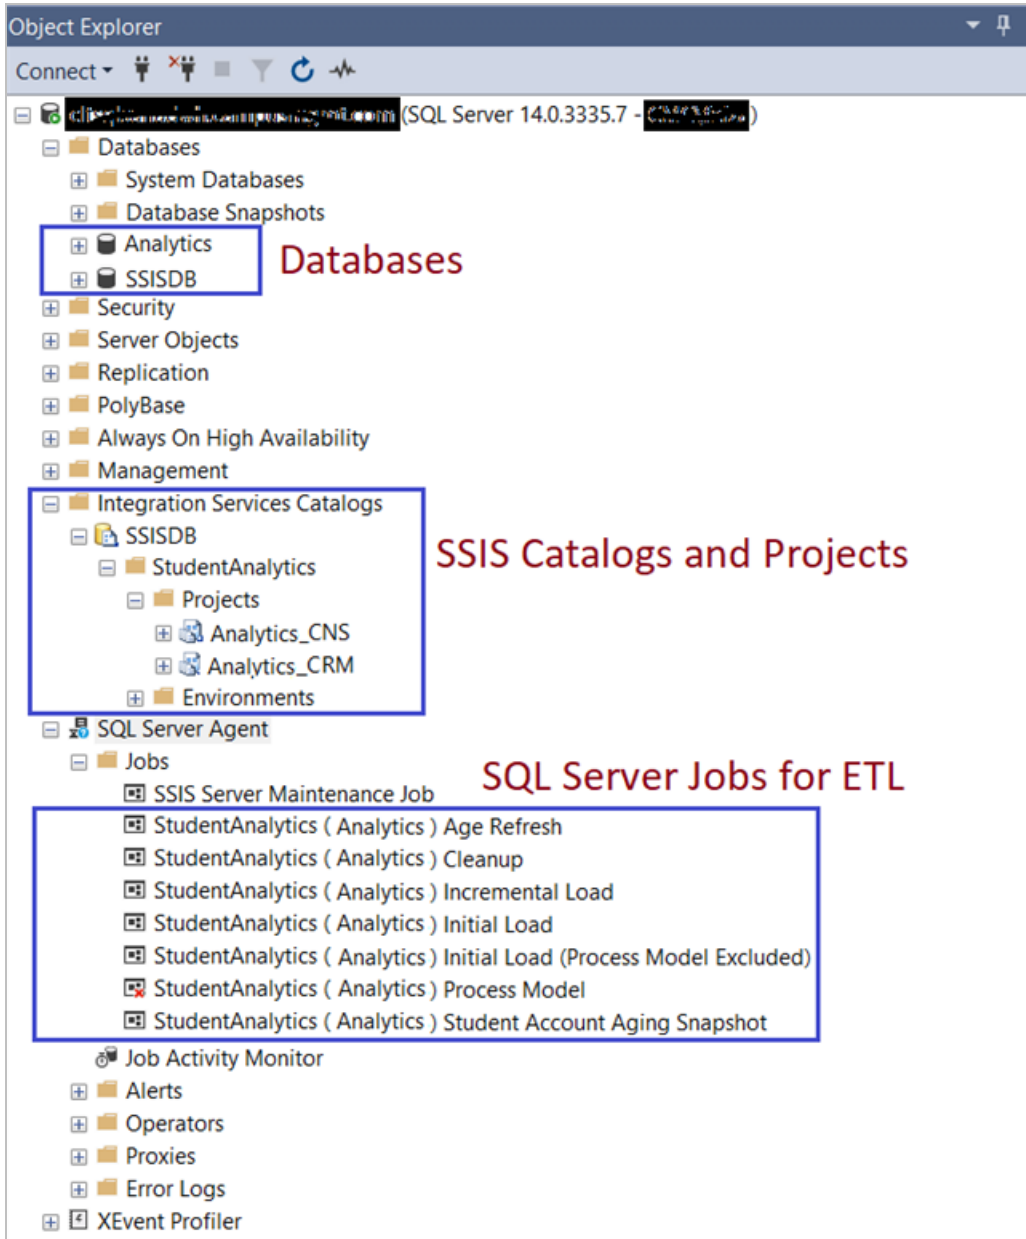 Object Explorer
Connect
(SQL Server 14.0.3335.7 - )
Databases
System Databases
Database Snapshots
Analytics
SSISDB
Databases
Security
Server Objects
Replication
PolyBase
Always On High Availability
Management
Integration Services Catalogs
SSISDB
StudentAnalytics
Projects
Analytics_CNS
Analytics_CRM
Environments
SSIS Catalogs and Projects
SQL Server Agent
Jobs
SQL Server Jobs for ETL
SSIS Server Maintenance Job
StudentAnalytics ( Analytics ) Age Refresh
StudentAnalytics ( Analytics ) Cleanup
StudentAnalytics ( Analytics ) Incremental Load
StudentAnalytics ( Analytics ) Initial Load
StudentAnalytics ( Analytics ) Initial Load (Process Model Excluded)
StudentAnalytics ( Analytics ) Process Model
StudentAnalytics ( Analytics ) Student Account Aging Snapshot
Job Activity Monitor
Alerts
Operators
Proxies
Error Logs
XEvent Profiler